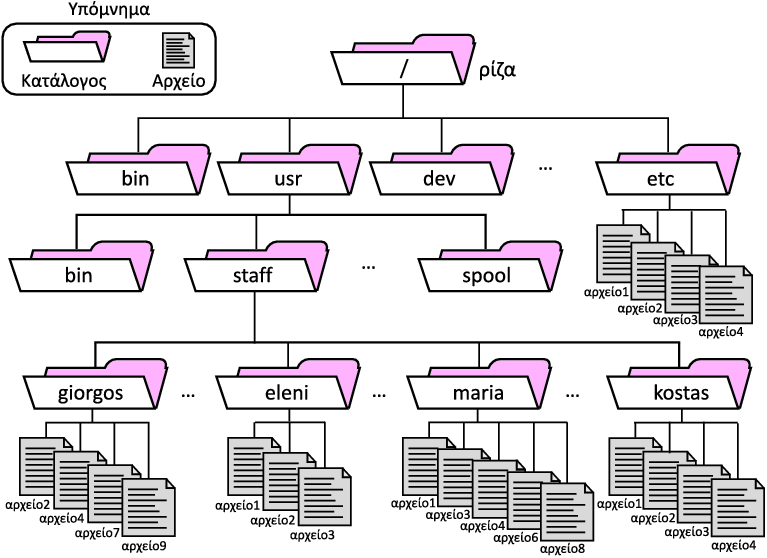 Υπόμνημα
Κατάλογος
Αρχείο
/
ρίζα
bin
usr
dev
...
etc
bin
staff
...
spool
αρχείο1
αρχείο2
αρχείο3
αρχείο4
giorgos
...
eleni
...
maria
...
kostas
αρχείο2
αρχείο4
αρχείο7
αρχείο9
αρχείο1
αρχείο2
αρχείο3
αρχείο1
αρχείο3
αρχείο4
αρχείο6
αρχείο8
αρχείο1
αρχείο2
αρχείο3
αρχείο4